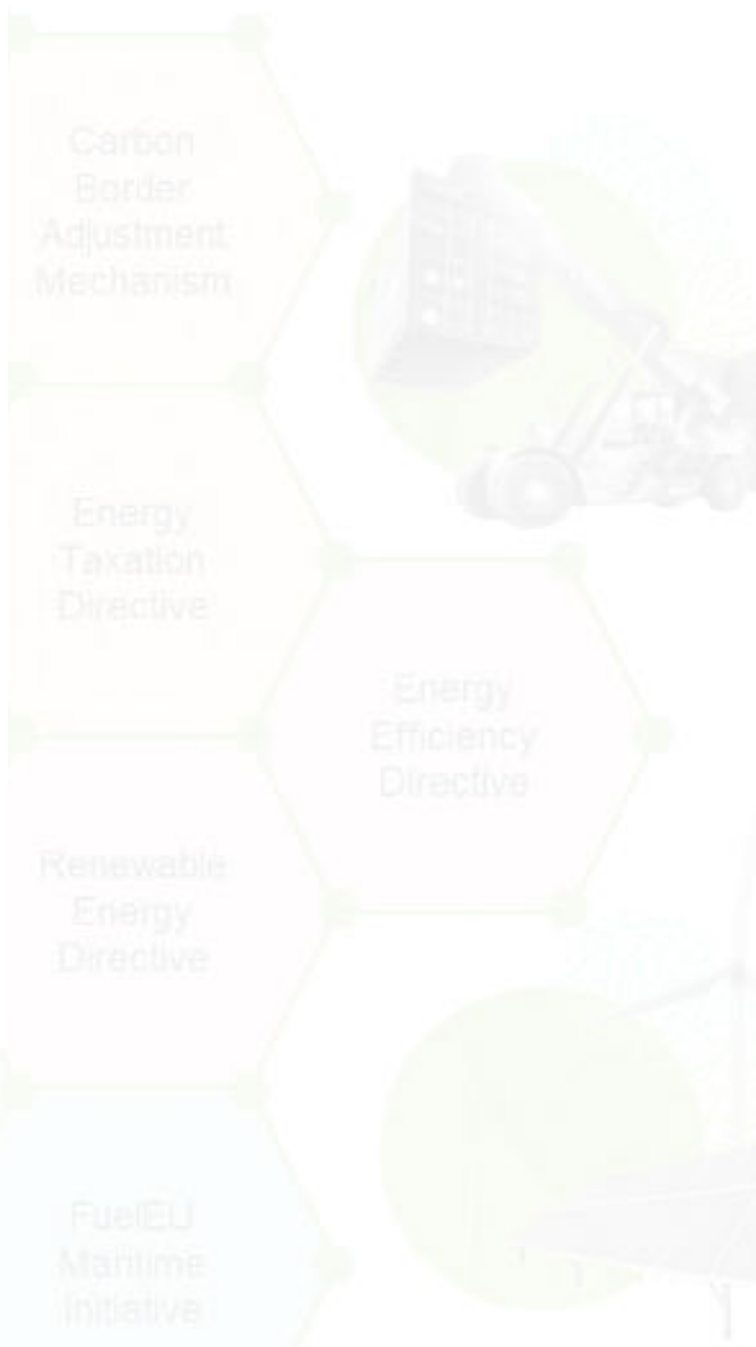 Carbon
Border
Adjustment
Mechanism
Energy
Taxation
Directive
Energy
Efficiency
Directive
Renewable
Energy
Directive
FuelEU
Maritime
Initiative